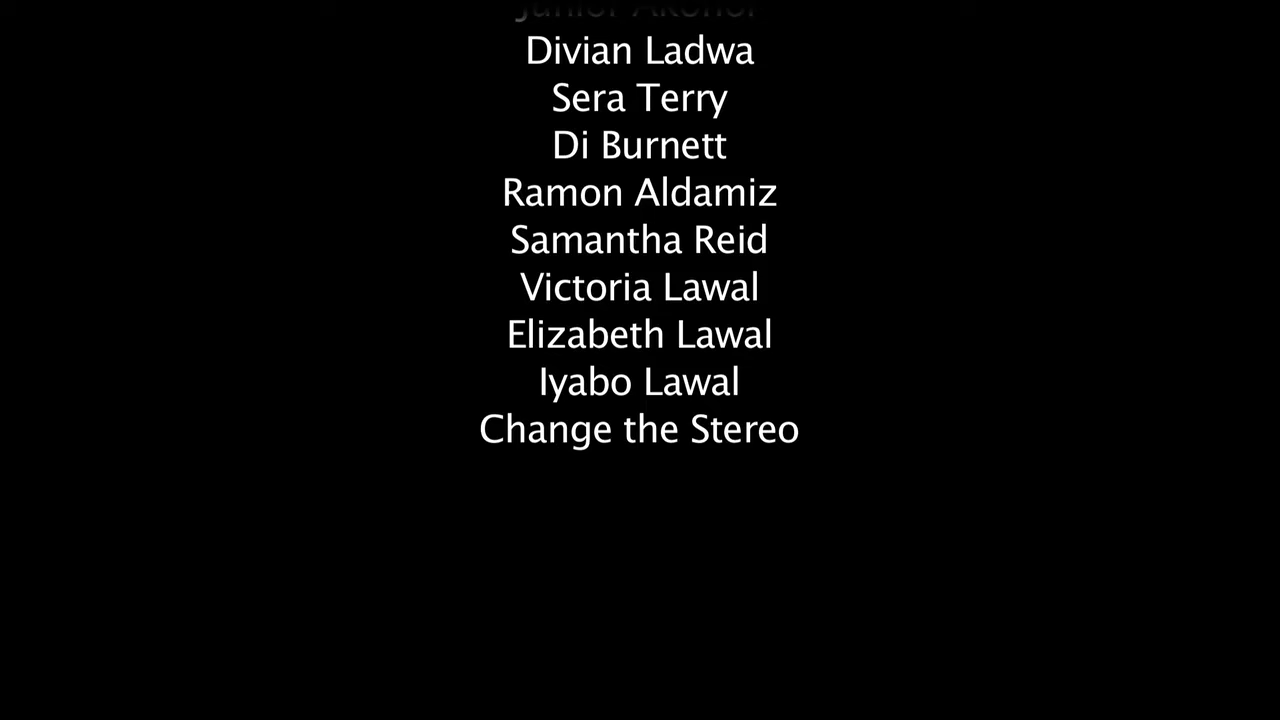 Divian Ladwa
Sera Terry
Di Burnett
Ramon Aldamiz
Samantha Reid
Victoria Lawal
Elizabeth Lawal
Iyabo Lawal
Change the Stereo